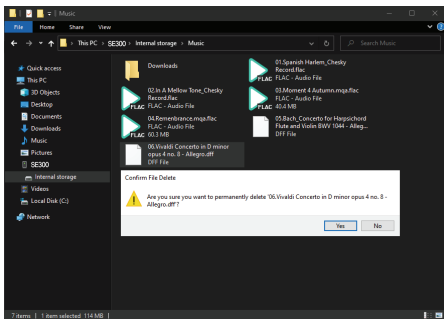 Music
File
Home
Share
View
This PC > SE300 > Internal storage > Music
Search Music
Quick access
This PC
3D Objects
Desktop
Documents
Downloads
Music
Pictures
SE300
Internal storage
Videos
Local Disk (C:)
Network
Downloads
01.Spanish Harlem_Chesky
Record.flac
FLAC - Audio File
FLAC
02.In A Mellow Tone_Chesky
Record.flac
FLAC - Audio File
FLAC
03.Moment 4 Autumn.mqa.flac
FLAC - Audio File
40.4 MB
FLAC
04.Remembrance.mqa.flac
FLAC - Audio File
60.3 MB
FLAC
05.Bach_Concerto for Harpsichord
Flute and Violin BWV 1044 - Alleg...
DFF File
06.Vivaldi Concerto in D minor
opus 4 no. 8 - Allegro.dff
DFF File
Confirm File Delete
Are you sure you want to permanently delete '06.Vivaldi Concerto in D minor opus 4 no. 8 -
Allegro.dff'?
Yes
No
7 items
1 item selected 114 MB